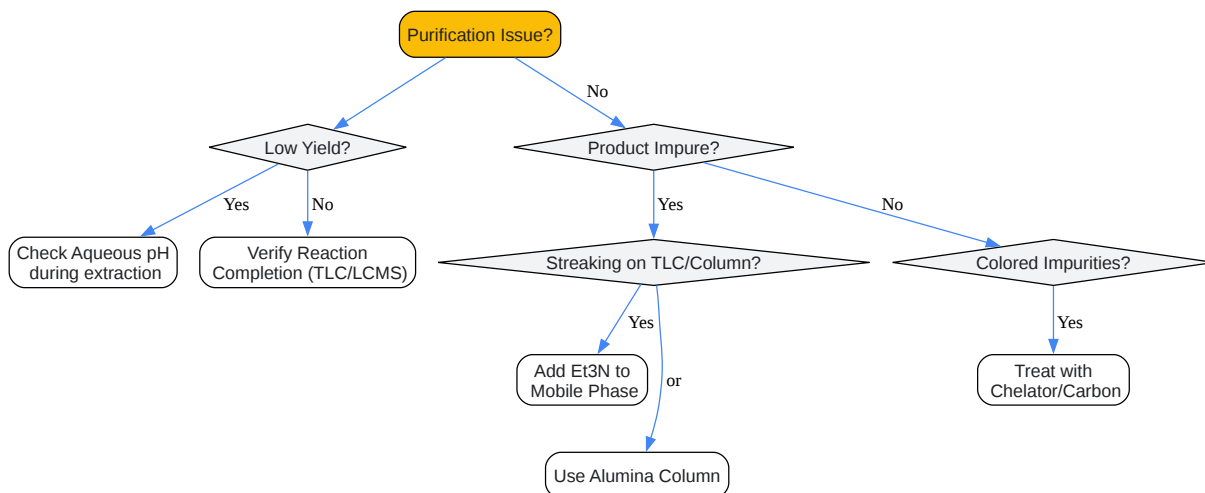 Purification Issue?
No
Low Yield?
Product Impure?
Yes
No
Yes
No
Check Aqueous pH
during extraction
Verify Reaction
Completion (TLC/LCMS)
Streaking on TLC/Column?
Colored Impurities?
Yes
or
Yes
Add Et3N to
Mobile Phase
Treat with
Chelator/Carbon
Use Alumina Column